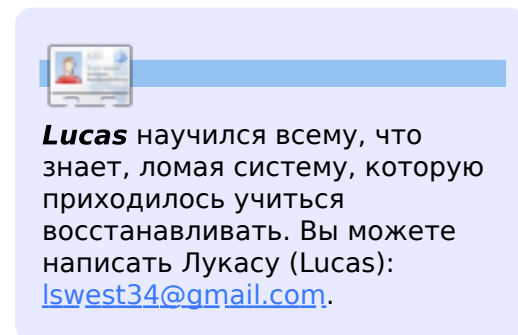 Lucas научился всему, что
знает, ломая систему, которую
приходилось учиться
восстанавливать. Вы можете
написать Лукасу (Lucas):
lswest34@gmail.com.